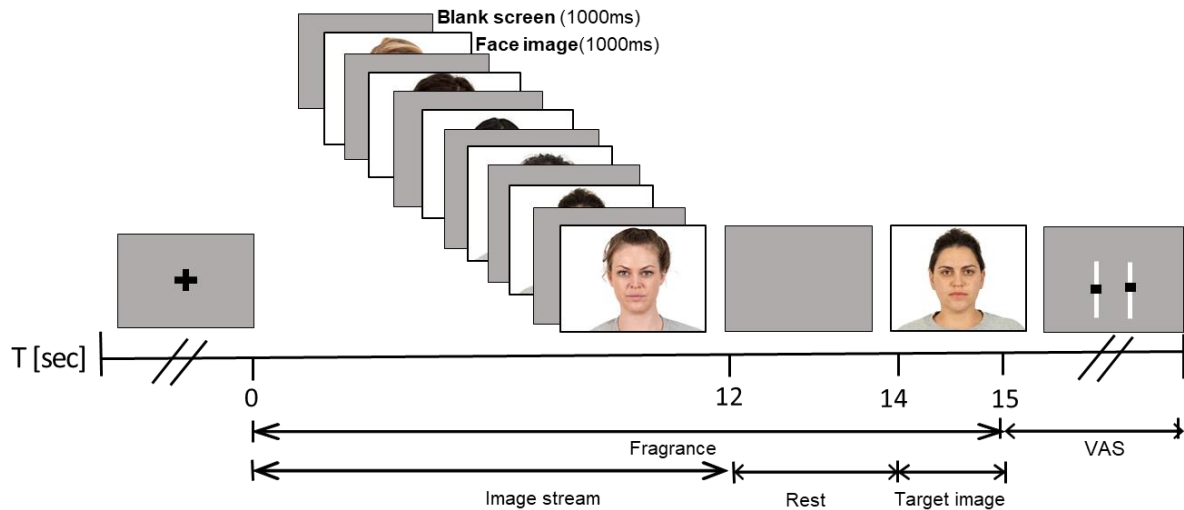 Blank screen (1000ms)
Face image(1000ms)
T [sec]
0
12
14
15
Fragrance
VAS
Image stream
Rest
Target image